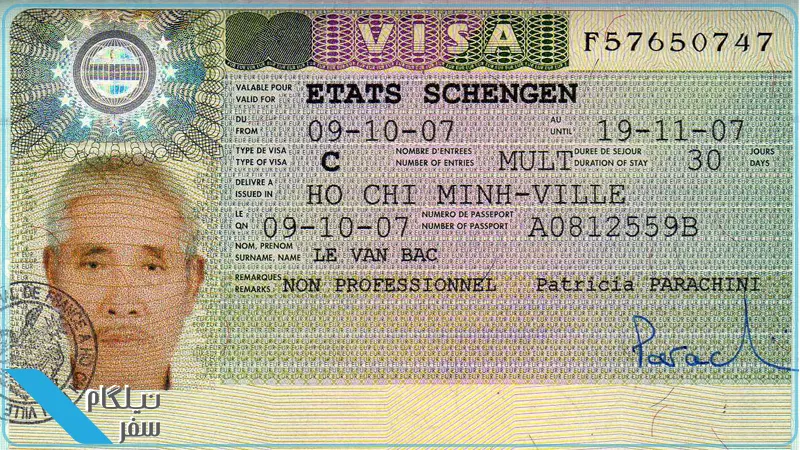 VISA F57650747
VALABLE POUR
VALID FOR ETATS SCHENGEN
DU
FROM 09-10-07 AU
UNTIL 19-11-07
TYPE DE VISA
TYPE OF VISA C NOMBRE D'ENTREES
NUMBER OF ENTRIES MULT DUREE DE SEJOUR
DURATION OF STAY 30 JOURS
DAYS
DELIVRE A
ISSUED IN HO CHI MINH-VILLE
LE
ON 09-10-07 NUMERO DE PASSEPORT
NUMBER OF PASSPORT A0812559B
NOM, PRENOM
SURNAME, NAME LE VAN BAC
REMARQUES
REMARKS NON PROFESSIONNEL Patricia PARACHINI
DE FRANCE A HO
VILLE
نیلگام
سفر